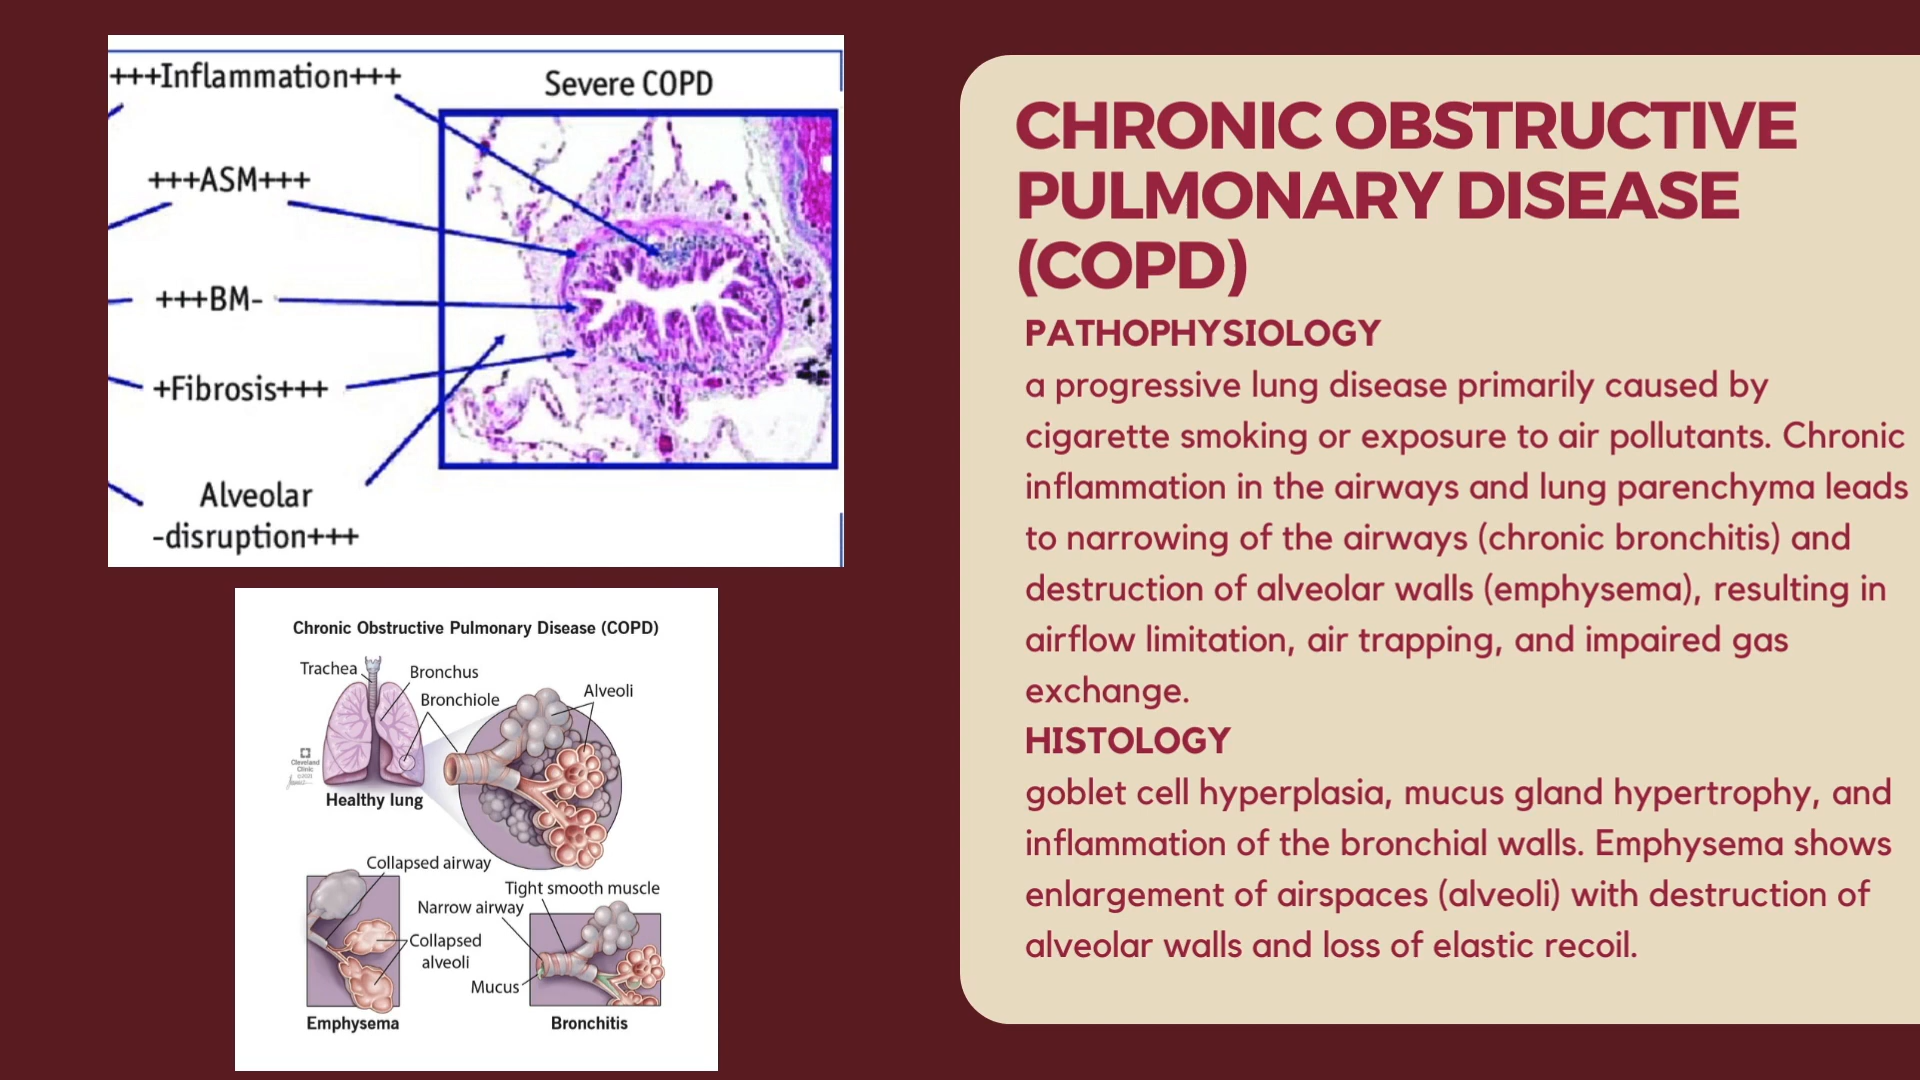 +++Inflammation+++
Severe COPD
+++ASM+++
+++BM-
+Fibrosis+++
Alveolar
-disruption+++
Chronic Obstructive Pulmonary Disease (COPD)
Trachea
Bronchus
Bronchiole
Alveoli
Cleveland
Clinic
©2021
Healthy lung
Collapsed airway
Tight smooth muscle
Narrow airway
Collapsed
alveoli
Mucus
Emphysema
Bronchitis
CHRONIC OBSTRUCTIVE
PULMONARY DISEASE
(COPD)
PATHOPHYSIOLOGY
a progressive lung disease primarily caused by
cigarette smoking or exposure to air pollutants. Chronic
inflammation in the airways and lung parenchyma leads
to narrowing of the airways (chronic bronchitis) and
destruction of alveolar walls (emphysema), resulting in
airflow limitation, air trapping, and impaired gas
exchange.
HISTOLOGY
goblet cell hyperplasia, mucus gland hypertrophy, and
inflammation of the bronchial walls. Emphysema shows
enlargement of airspaces (alveoli) with destruction of
alveolar walls and loss of elastic recoil.